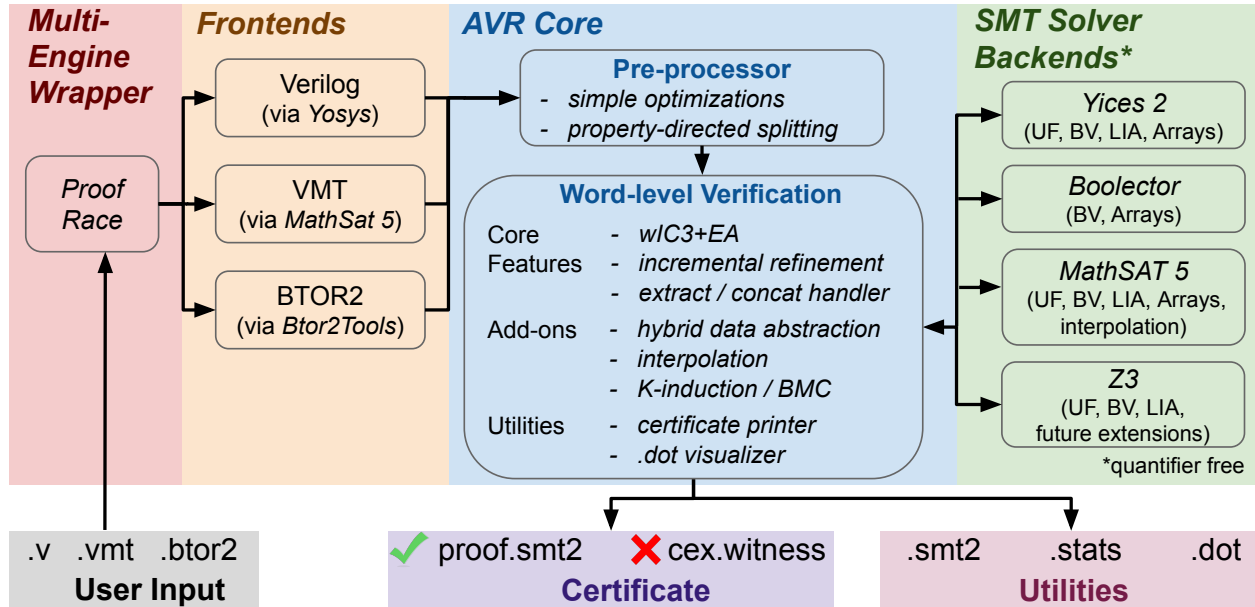 Multi-
Engine
Wrapper
Proof
Race
Frontends
Verilog
(via Yosys)
VMT
(via MathSat 5)
BTOR2
(via Btor2Tools)
AVR Core
Pre-processor
- simple optimizations
- property-directed splitting
Word-level Verification
Core - wIC3+EA
Features - incremental refinement
- extract / concat handler
Add-ons - hybrid data abstraction
- interpolation
- K-induction / BMC
Utilities - certificate printer
- .dot visualizer
SMT Solver
Backends*
Yices 2
(UF, BV, LIA, Arrays)
Boolector
(BV, Arrays)
MathSAT 5
(UF, BV, LIA, Arrays,
interpolation)
Z3
(UF, BV, LIA,
future extensions)
*quantifier free
.v .vmt .btor2
User Input
proof.smt2 cex.witness
Certificate
.smt2 .stats .dot
Utilities